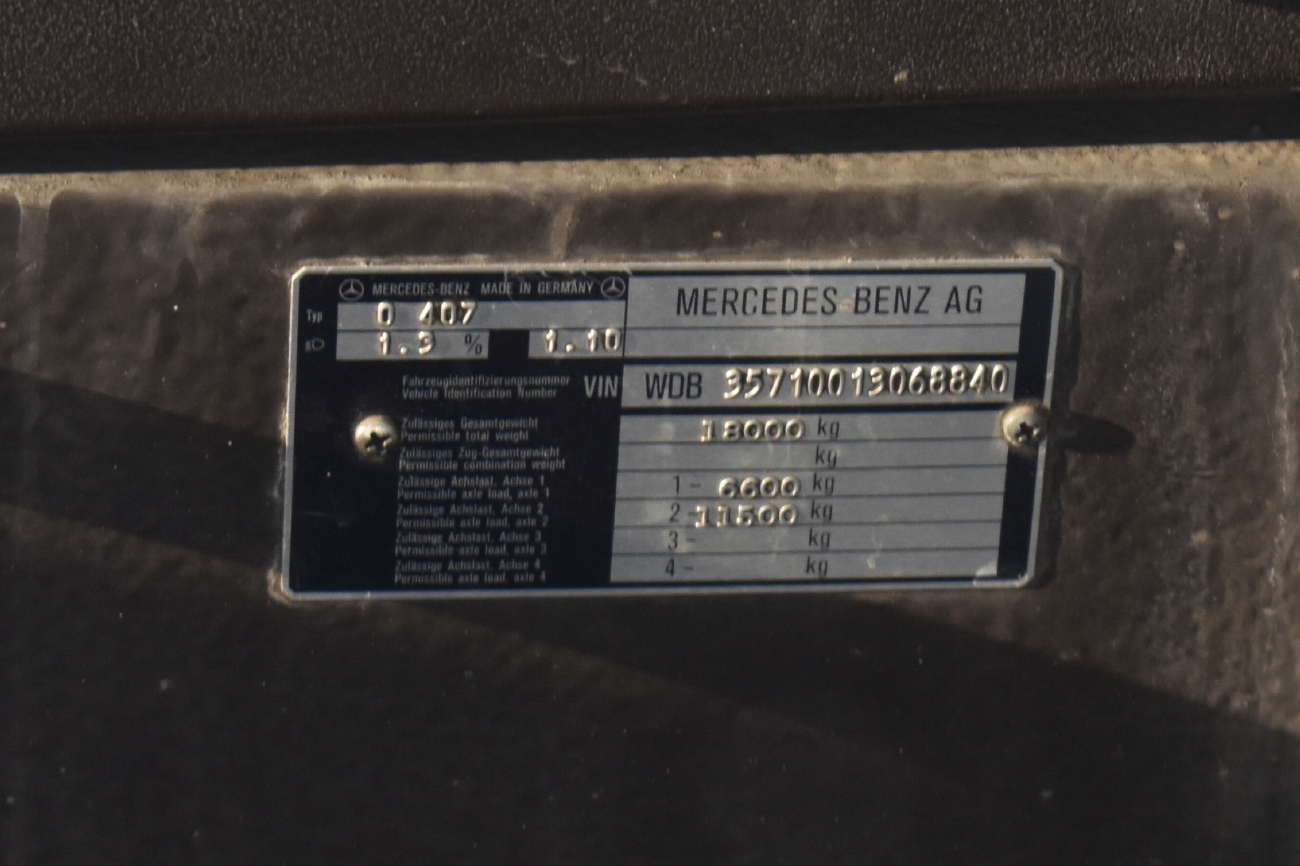 MERCEDES-BENZ MADE IN GERMANY
MERCEDES-BENZ AG
Typ O 407
1.9 % 1.10
Fahrzeugidentifizierungsnummer
Vehicle Identification Number
VIN WDB 35710013068840
Zulässiges Gesamtgewicht
Permissible total weight
18000 kg
Zulässiges Zug-Gesamtgewicht
Permissible combination weight
kg
Zulässige Achslast, Achse 1
Permissible axle load, axle 1
1 - 6600 kg
Zulässige Achslast, Achse 2
Permissible axle load, axle 2
2 - 11500 kg
Zulässige Achslast, Achse 3
Permissible axle load, axle 3
3 - kg
Zulässige Achslast, Achse 4
Permissible axle load, axle 4
4 - kg